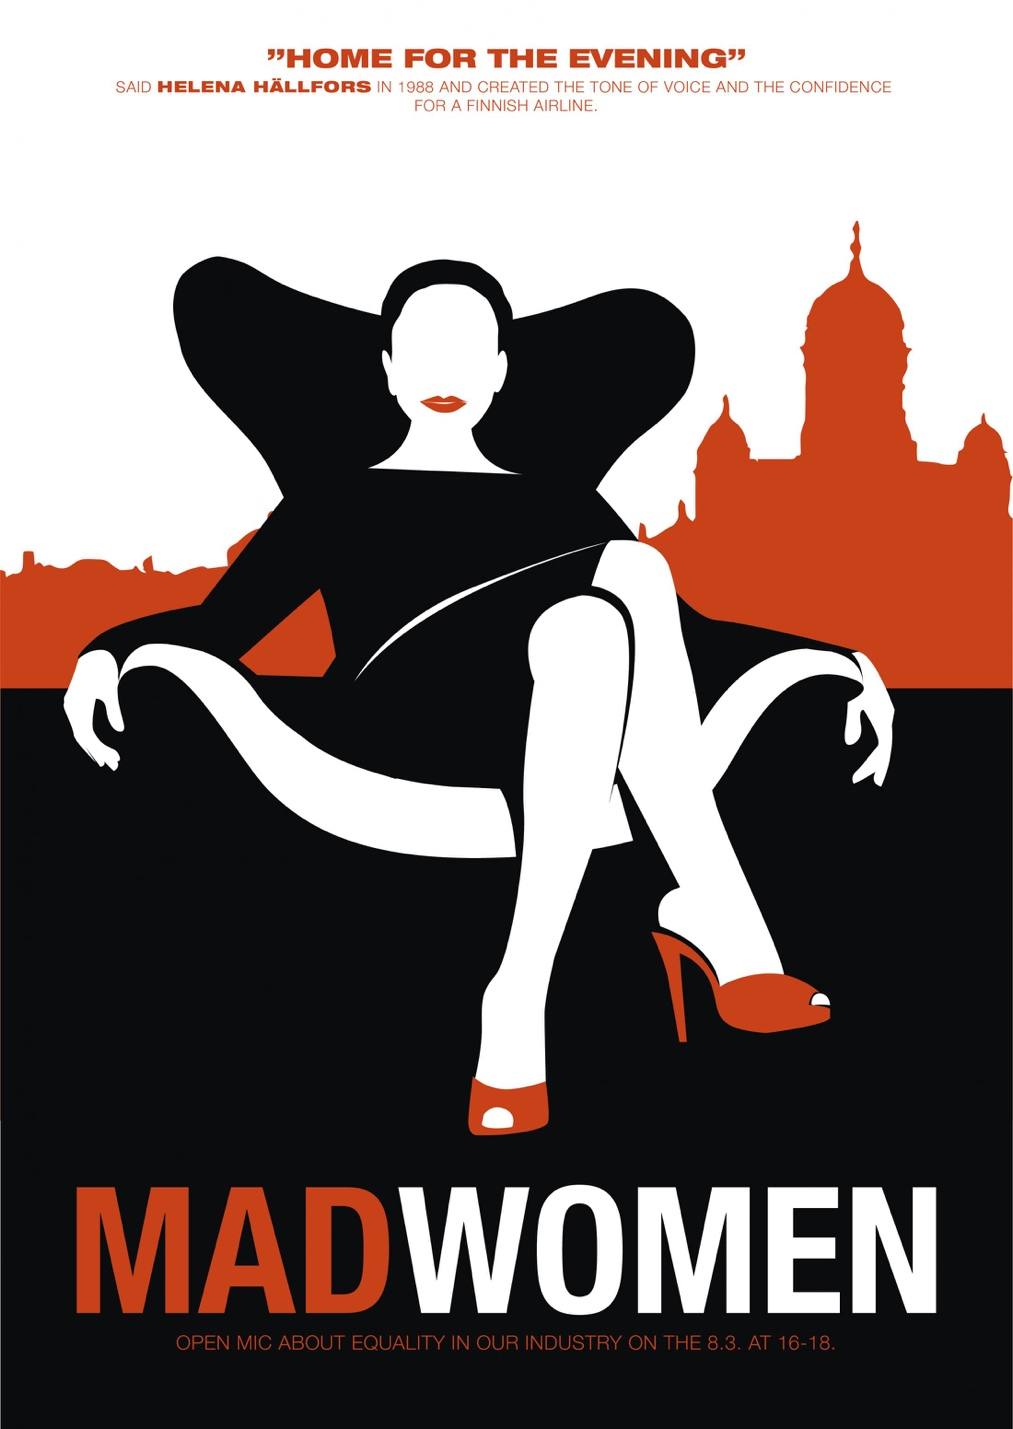 ”HOME FOR THE EVENING”
SAID HELENA HÄLLFORS IN 1988 AND CREATED THE TONE OF VOICE AND THE CONFIDENCE
FOR A FINNISH AIRLINE.
MADWOMEN
OPEN MIC ABOUT EQUALITY IN OUR INDUSTRY ON THE 8.3. AT 16-18.